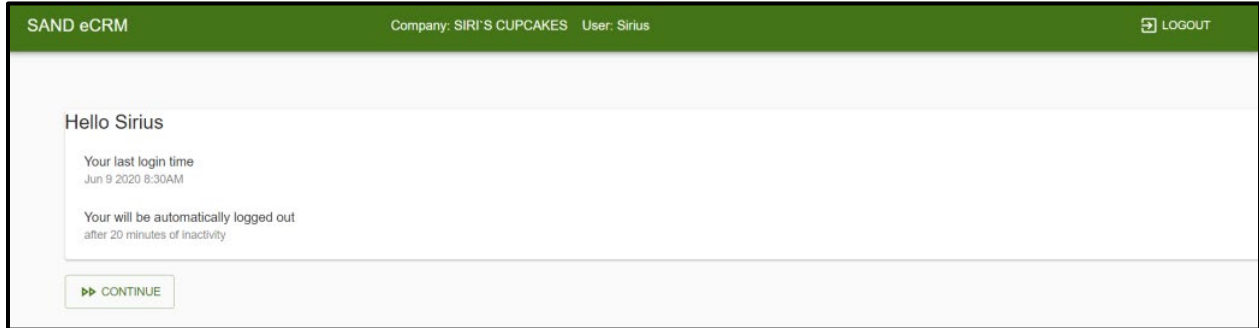 SAND eCRM Company: SIRI`S CUPCAKES User: Sirius LOGOUT
Hello Sirius
Your last login time
Jun 9 2020 8:30AM
Your will be automatically logged out
after 20 minutes of inactivity
CONTINUE